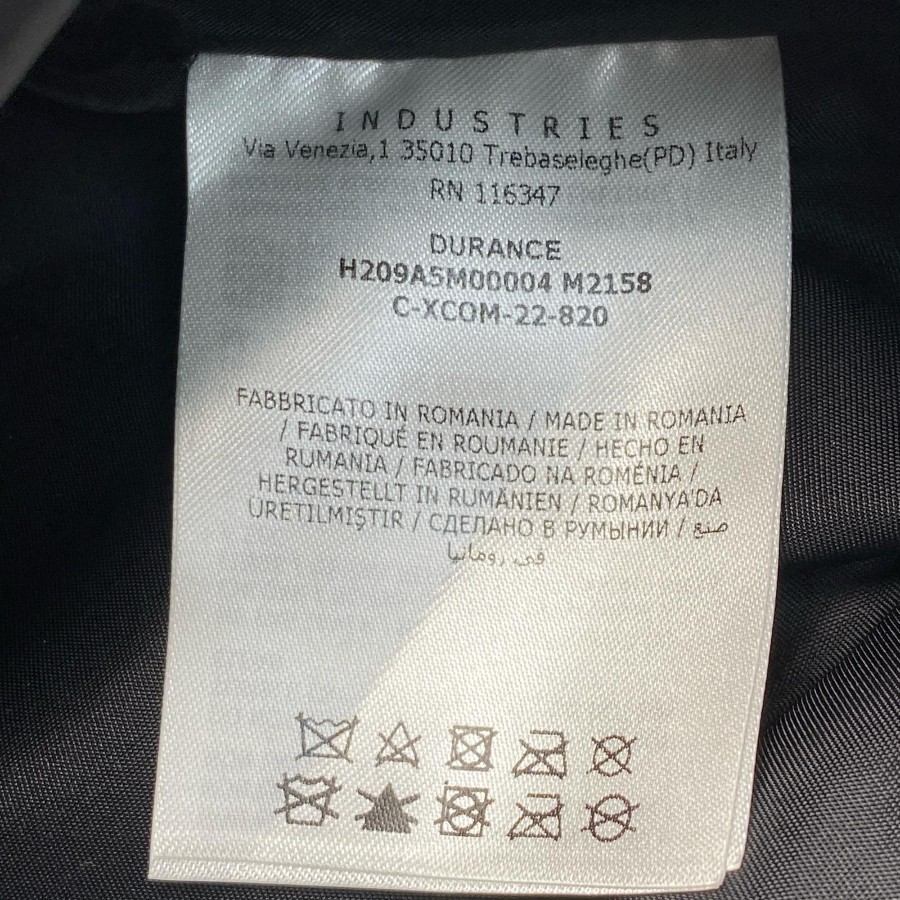 INDUSTRIES
Via Venezia,1 35010 Trebaseleghe(PD) Italy
RN 116347
DURANCE
H209A5M00004 M2158
C-XCOM-22-820
FABBRICATO IN ROMANIA / MADE IN ROMANIA
/ FABRIQUÉ EN ROUMANIE / HECHO EN
RUMANIA / FABRICADO NA ROMÉNIA /
HERGESTELLT IN RUMÄNIEN / ROMANYA'DA
ÜRETILMIŞTIR / СДЕЛАНО В РУМЫНИИ / صنع
في رومانيا